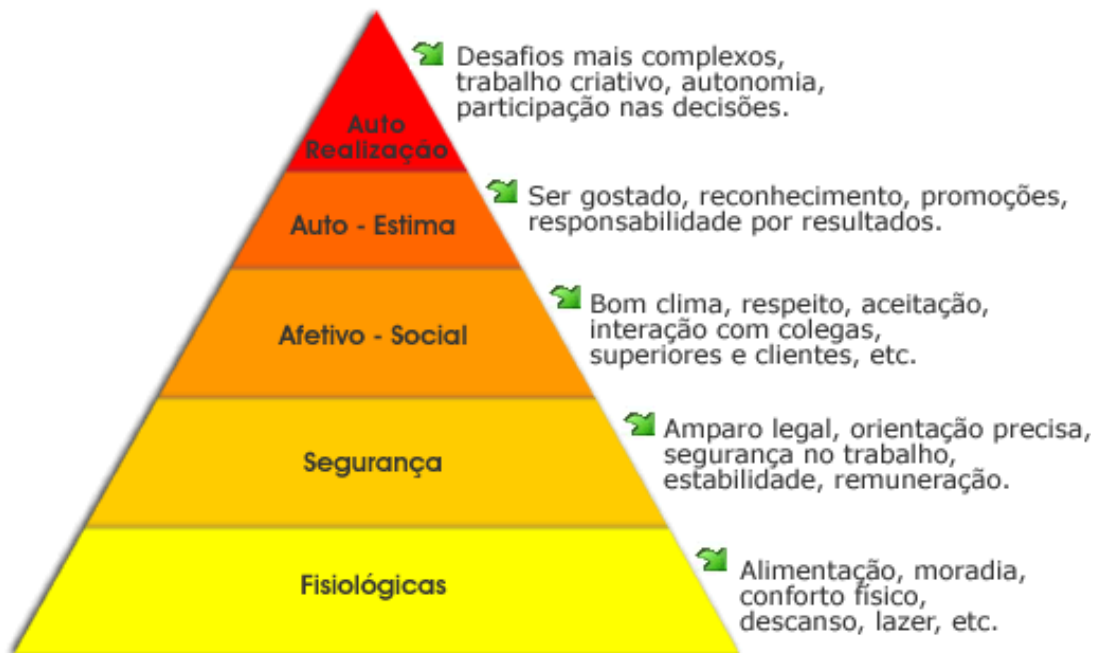 Desafios mais complexos,
trabalho criativo, autonomia,
participação nas decisões.
Auto
Realização
Ser gostado, reconhecimento, promoções,
responsabilidade por resultados.
Auto - Estima
Bom clima, respeito, aceitação,
interação com colegas,
superiores e clientes, etc.
Afetivo - Social
Amparo legal, orientação precisa,
segurança no trabalho,
estabilidade, remuneração.
Segurança
Alimentação, moradia,
conforto físico,
descanso, lazer, etc.
Fisiológicas